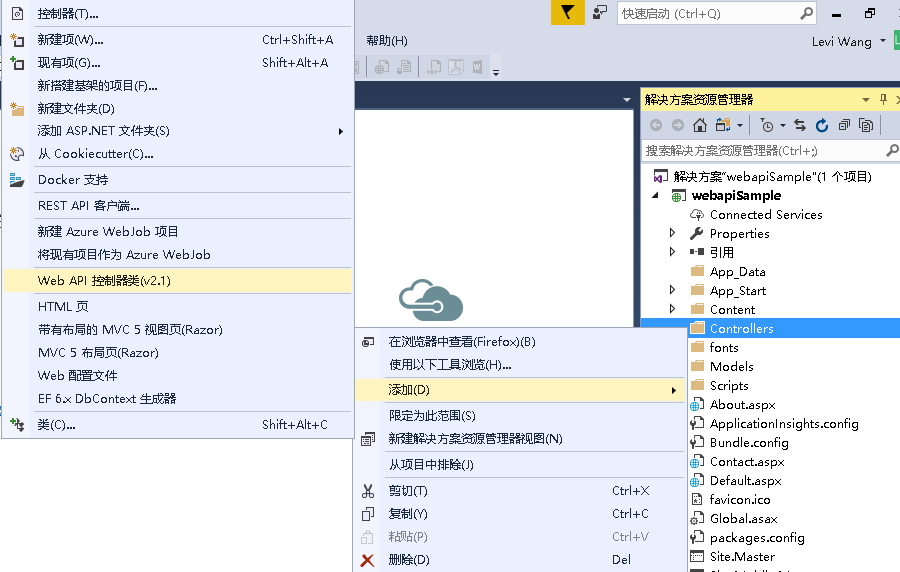 控制器(T)...
新建项(W)... Ctrl+Shift+A
现有项(G)... Shift+Alt+A
新搭建基架的项目(F)...
新建文件夹(D)
添加 ASP.NET 文件夹(S)
从 Cookiecutter(C)...
Docker 支持
REST API 客户端...
新建 Azure WebJob 项目
将现有项目作为 Azure WebJob
Web API 控制器类(v2.1)
HTML 页
带有布局的 MVC 5 视图页(Razor)
MVC 5 布局页(Razor)
Web 配置文件
EF 6.x DbContext 生成器
类(C)... Shift+Alt+C
快速启动 (Ctrl+Q)
帮助(H)
Levi Wang
解决方案资源管理器
搜索解决方案资源管理器(Ctrl+;)
解决方案"webapiSample"(1 个项目)
webapiSample
Connected Services
Properties
引用
App_Data
App_Start
Content
Controllers
fonts
Models
Scripts
About.aspx
ApplicationInsights.config
Bundle.config
Contact.aspx
Default.aspx
favicon.ico
Global.asax
packages.config
Site.Master
在浏览器中查看(Firefox)(B)
使用以下工具浏览(H)...
添加(D)
限定为此范围(S)
新建解决方案资源管理器视图(N)
从项目中排除(J)
剪切(T) Ctrl+X
复制(Y) Ctrl+C
粘贴(P) Ctrl+V
删除(D) Del